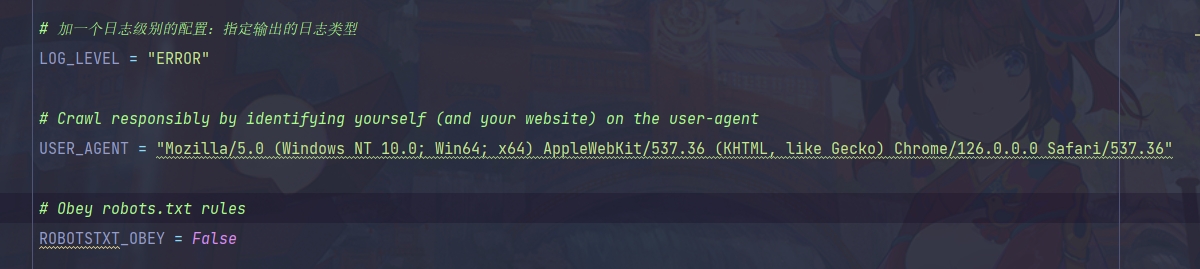 # 加一个日志级别的配置：指定输出的日志类型
LOG_LEVEL = "ERROR"
# Crawl responsibly by identifying yourself (and your website) on the user-agent
USER_AGENT = "Mozilla/5.0 (Windows NT 10.0; Win64; x64) AppleWebKit/537.36 (KHTML, like Gecko) Chrome/126.0.0.0 Safari/537.36"
# Obey robots.txt rules
ROBOTSTXT_OBEY = False